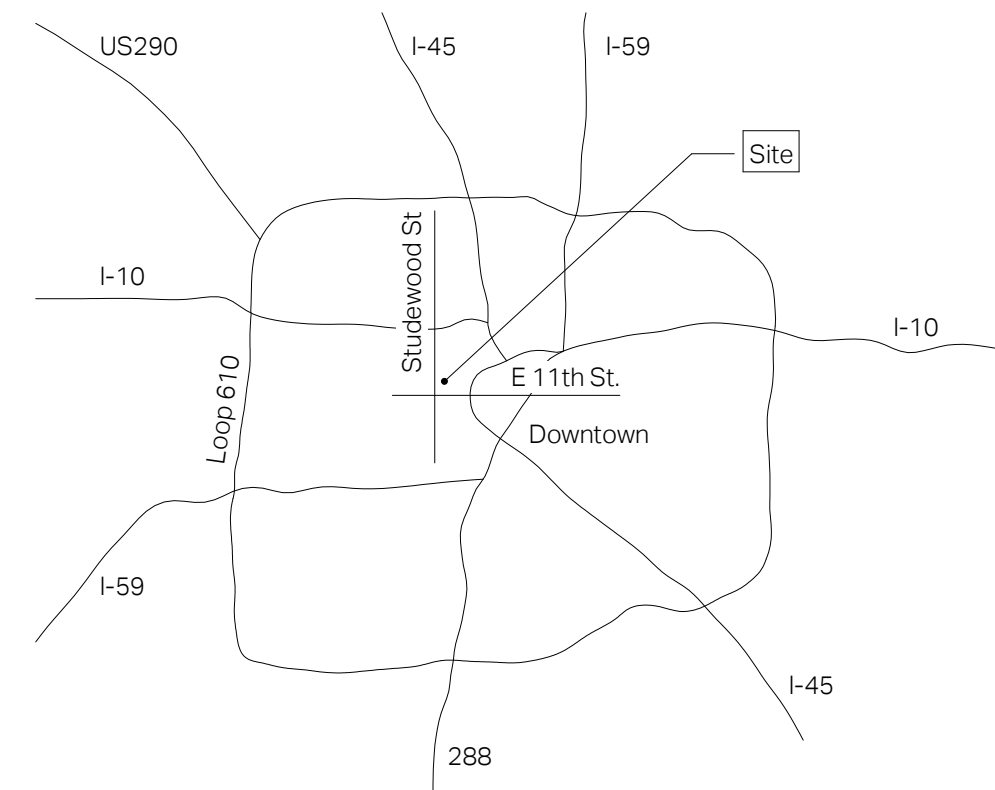 US290
I-45
I-59
Site
Studewood St
I-10
I-10
Loop 610
E 11th St.
Downtown
I-59
I-45
288